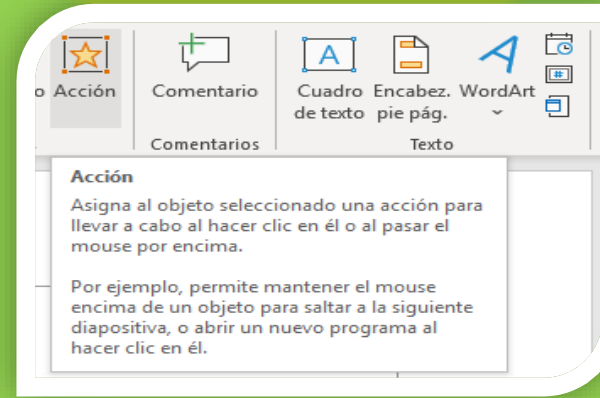 o Acción Comentario Cuadro Encabez. WordArt
de texto pie pág.
Comentarios Texto
Acción
Asigna al objeto seleccionado una acción para
llevar a cabo al hacer clic en él o al pasar el
mouse por encima.
Por ejemplo, permite mantener el mouse
encima de un objeto para saltar a la siguiente
diapositiva, o abrir un nuevo programa al
hacer clic en él.